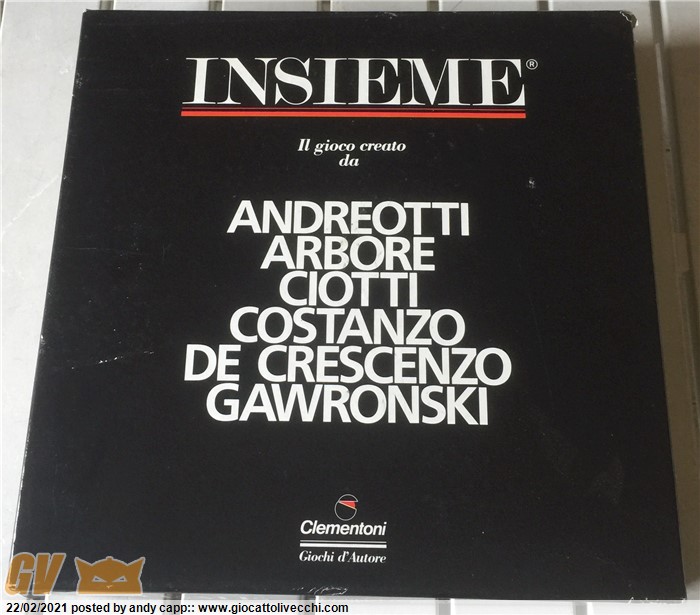 INSIEME®
Il gioco creato
da
ANDREOTTI
ARBORE
CIOTTI
COSTANZO
DE CRESCENZO
GAWRONSKI
Clementoni
Giochi d'Autore
GV
22/02/2021 posted by andy capp:: www.giocattolivecchi.com